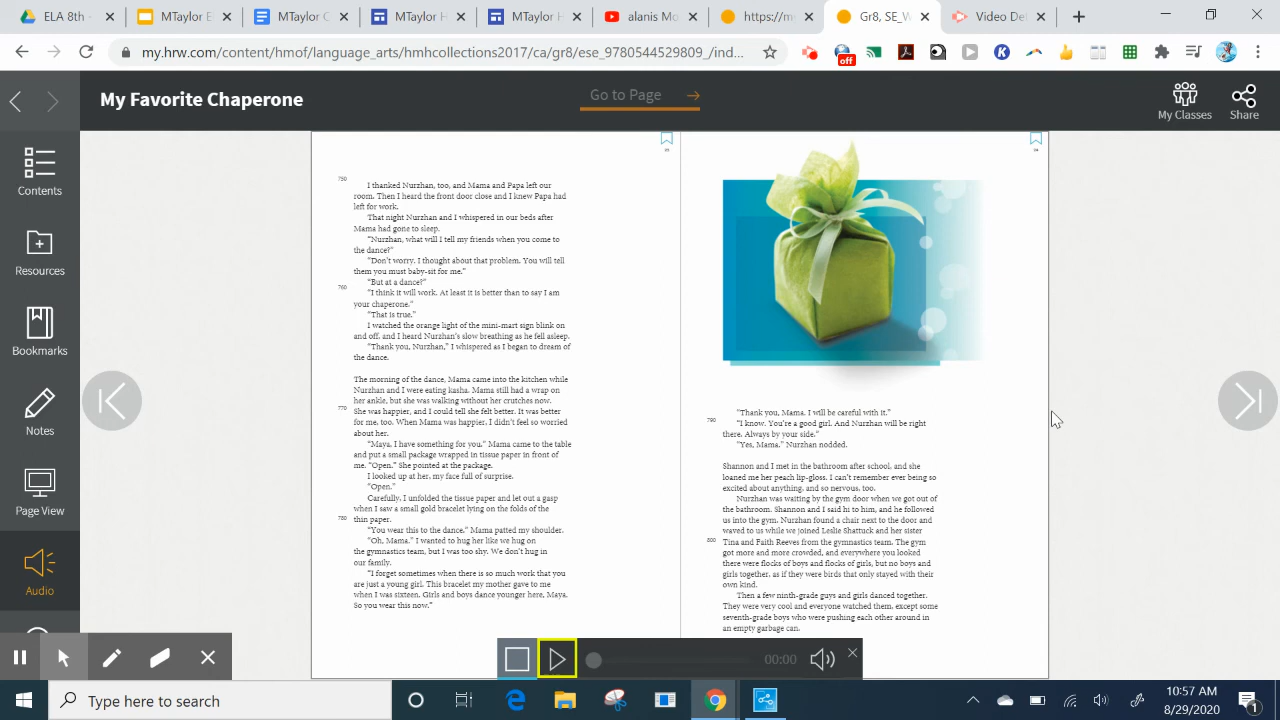 ELA 8th
MTaylor E
MTaylor C
MTaylor H
MTaylor F
alanis Mo
https://m
Gr8, SE_W
Video De
my.hrw.com/content/hmof/language_arts/hmhcollections2017/ca/gr8/ese_9780544529809_/ind...
off
My Favorite Chaperone
Go to Page
My Classes
Share
Contents
Resources
Bookmarks
Notes
Page View
Audio
750
I thanked Nurzhan, too, and Mama and Papa left our
room. Then I heard the front door close and I knew Papa had
left for work.
That night Nurzhan and I whispered in our beds after
Mama had gone to sleep.
"Nurzhan, what will I tell my friends when you come to
the dance?"
"Don't worry. I thought about that problem. You will tell
them you must baby-sit for me."
"But at a dance?"
760
"I think it will work. At least it is better than to say I am
your chaperone."
"That is true."
I watched the orange light of the mini-mart sign blink on
and off, and I heard Nurzhan's slow breathing as he fell asleep.
"Thank you, Nurzhan," I whispered as I began to dream of
the dance.
The morning of the dance, Mama came into the kitchen while
Nurzhan and I were eating kasha. Mama still had a wrap on
her ankle, but she was walking without her crutches now.
770
She was happier, and I could tell she felt better. It was better
for me, too. When Mama was happier, I didn't feel so worried
about her.
"Maya, I have something for you." Mama came to the table
and put a small package wrapped in tissue paper in front of
me. "Open." She pointed at the package.
I looked up at her, my face full of surprise.
"Open."
Carefully, I unfolded the tissue paper and let out a gasp
when I saw a small gold bracelet lying on the folds of the
780
thin paper.
"You wear this to the dance." Mama patted my shoulder.
"Oh, Mama." I wanted to hug her like we hug on
the gymnastics team, but I was too shy. We don't hug in
our family.
"I forget sometimes when there is so much work that you
are just a young girl. This bracelet my mother gave to me
when I was sixteen. Girls and boys dance younger here, Maya.
So you wear this now."
"Thank you, Mama. I will be careful with it."
790
"I know. You're a good girl. And Nurzhan will be right
there. Always by your side."
"Yes, Mama." Nurzhan nodded.
Shannon and I met in the bathroom after school, and she
loaned me her peach lip-gloss. I can't remember ever being so
excited about anything, and so nervous, too.
Nurzhan was waiting by the gym door when we got out of
the bathroom. Shannon and I said hi to him, and he followed
us into the gym. Nurzhan found a chair next to the door and
waved to us while we joined Leslie Shattuck and her sister
800
Tina and Faith Reeves from the gymnastics team. The gym
got more and more crowded, and everywhere you looked
there were flocks of boys and flocks of girls, but no boys and
girls together, as if they were birds that only stayed with their
own kind.
Then a few ninth-grade guys and girls danced together.
They were very cool and everyone watched them, except some
seventh-grade boys who were pushing each other around in
an empty garbage can.
00:00
Type here to search
10:57 AM
8/29/2020
1